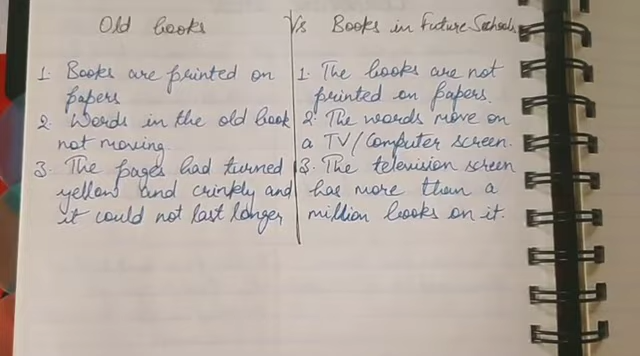 Old books Vs Books in Future Schools
1. Books are printed on
papers
2. Words in the old book
not moving.
3. The pages had turned
yellow and crinkly and
it could not last longer
1. The books are not
printed on papers.
2. The words move on
a TV/Computer screen.
3. The television screen
has more than a
million books on it.